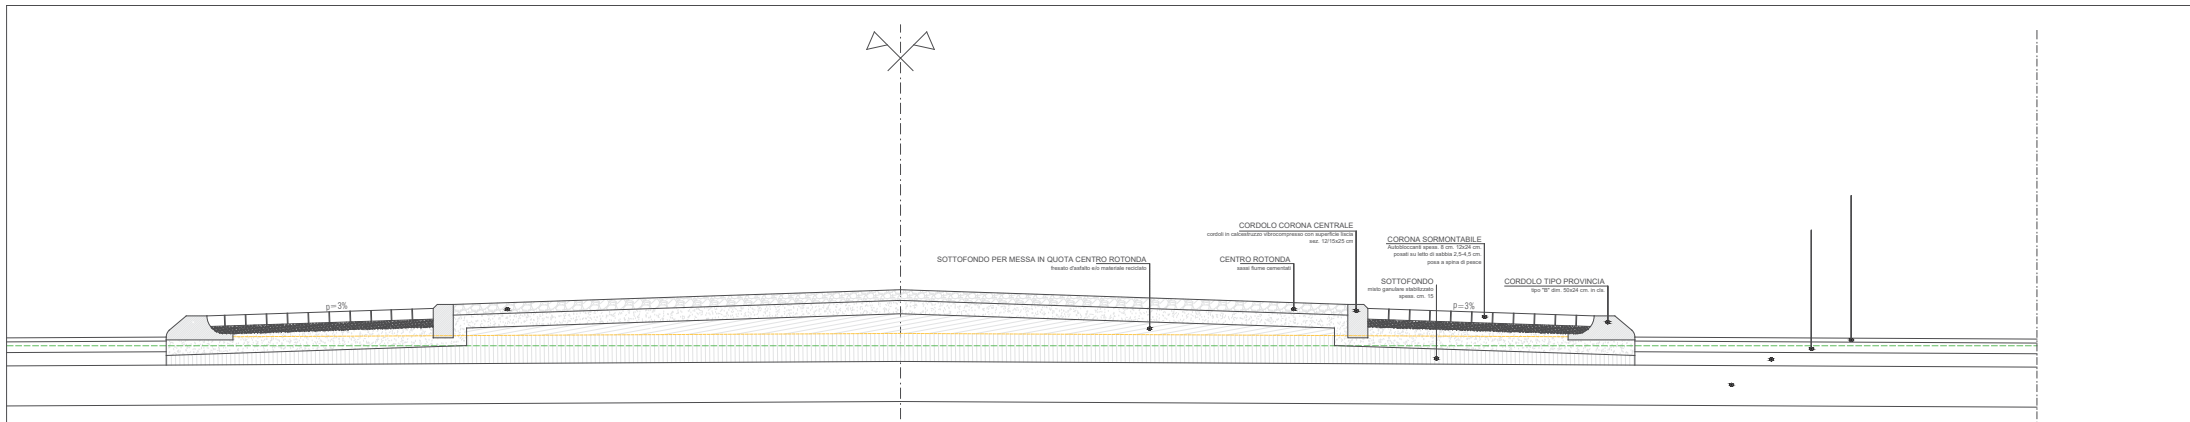 CORDOLO CORONA CENTRALE
cordoli in calcestruzzo vibrocompresso con superficie liscia
sez. 12/15x25 cm
CORONA SORMONTABILE
Autobloccanti spess. 8 cm. 12x24 cm.
posati su letto di sabbia 2,5-4,5 cm.
posa a spina di pesce
SOTTOFONDO PER MESSA IN QUOTA CENTRO ROTONDA
fresato d'asfalto e/o materiale reciclato
CENTRO ROTONDA
sassi fiume cementati
SOTTOFONDO
misto ganulare stabilizzato
spess. cm. 15
CORDOLO TIPO PROVINCIA
tipo "B" dim. 50x24 cm. in cls
p=3%
p=3%